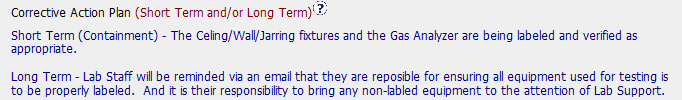 Corrective Action Plan (Short Term and/or Long Term) ?
Short Term (Containment) - The Celing/Wall/Jarring fixtures and the Gas Analyzer are being labeled and verified as
appropriate.
Long Term - Lab Staff will be reminded via an email that they are reposible for ensuring all equipment used for testing is
to be properly labeled.  And it is their responsibility to bring any non-labled equipment to the attention of Lab Support.